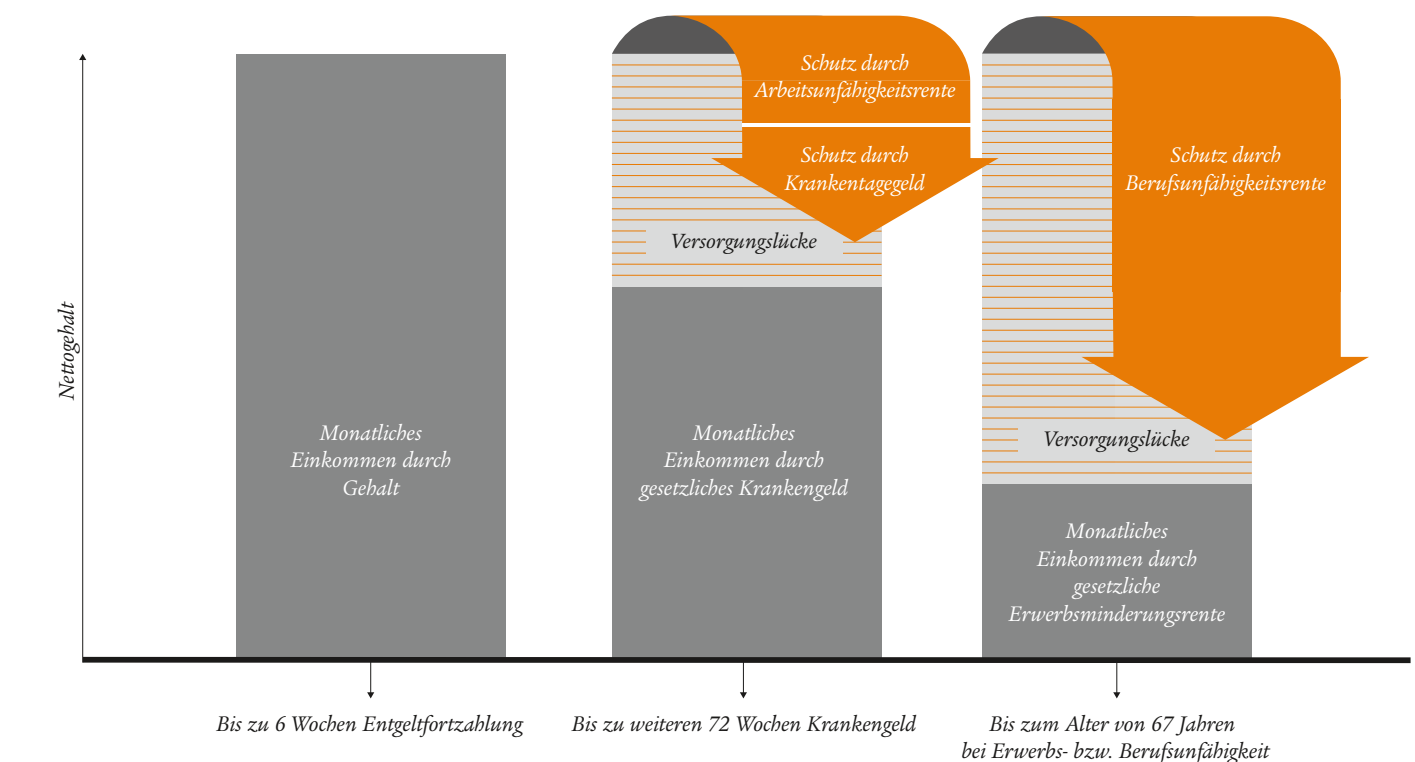 Nettogehalt
Monatliches
Einkommen durch
Gehalt
Bis zu 6 Wochen Entgeltfortzahlung
Schutz durch
Arbeitsunfähigkeitsrente
Schutz durch
Krankentagegeld
Versorgungslücke
Monatliches
Einkommen durch
gesetzliches Krankengeld
Bis zu weiteren 72 Wochen Krankengeld
Schutz durch
Berufsunfähigkeitsrente
Versorgungslücke
Monatliches
Einkommen durch
gesetzliche
Erwerbsminderungsrente
Bis zum Alter von 67 Jahren
bei Erwerbs- bzw. Berufsunfähigkeit